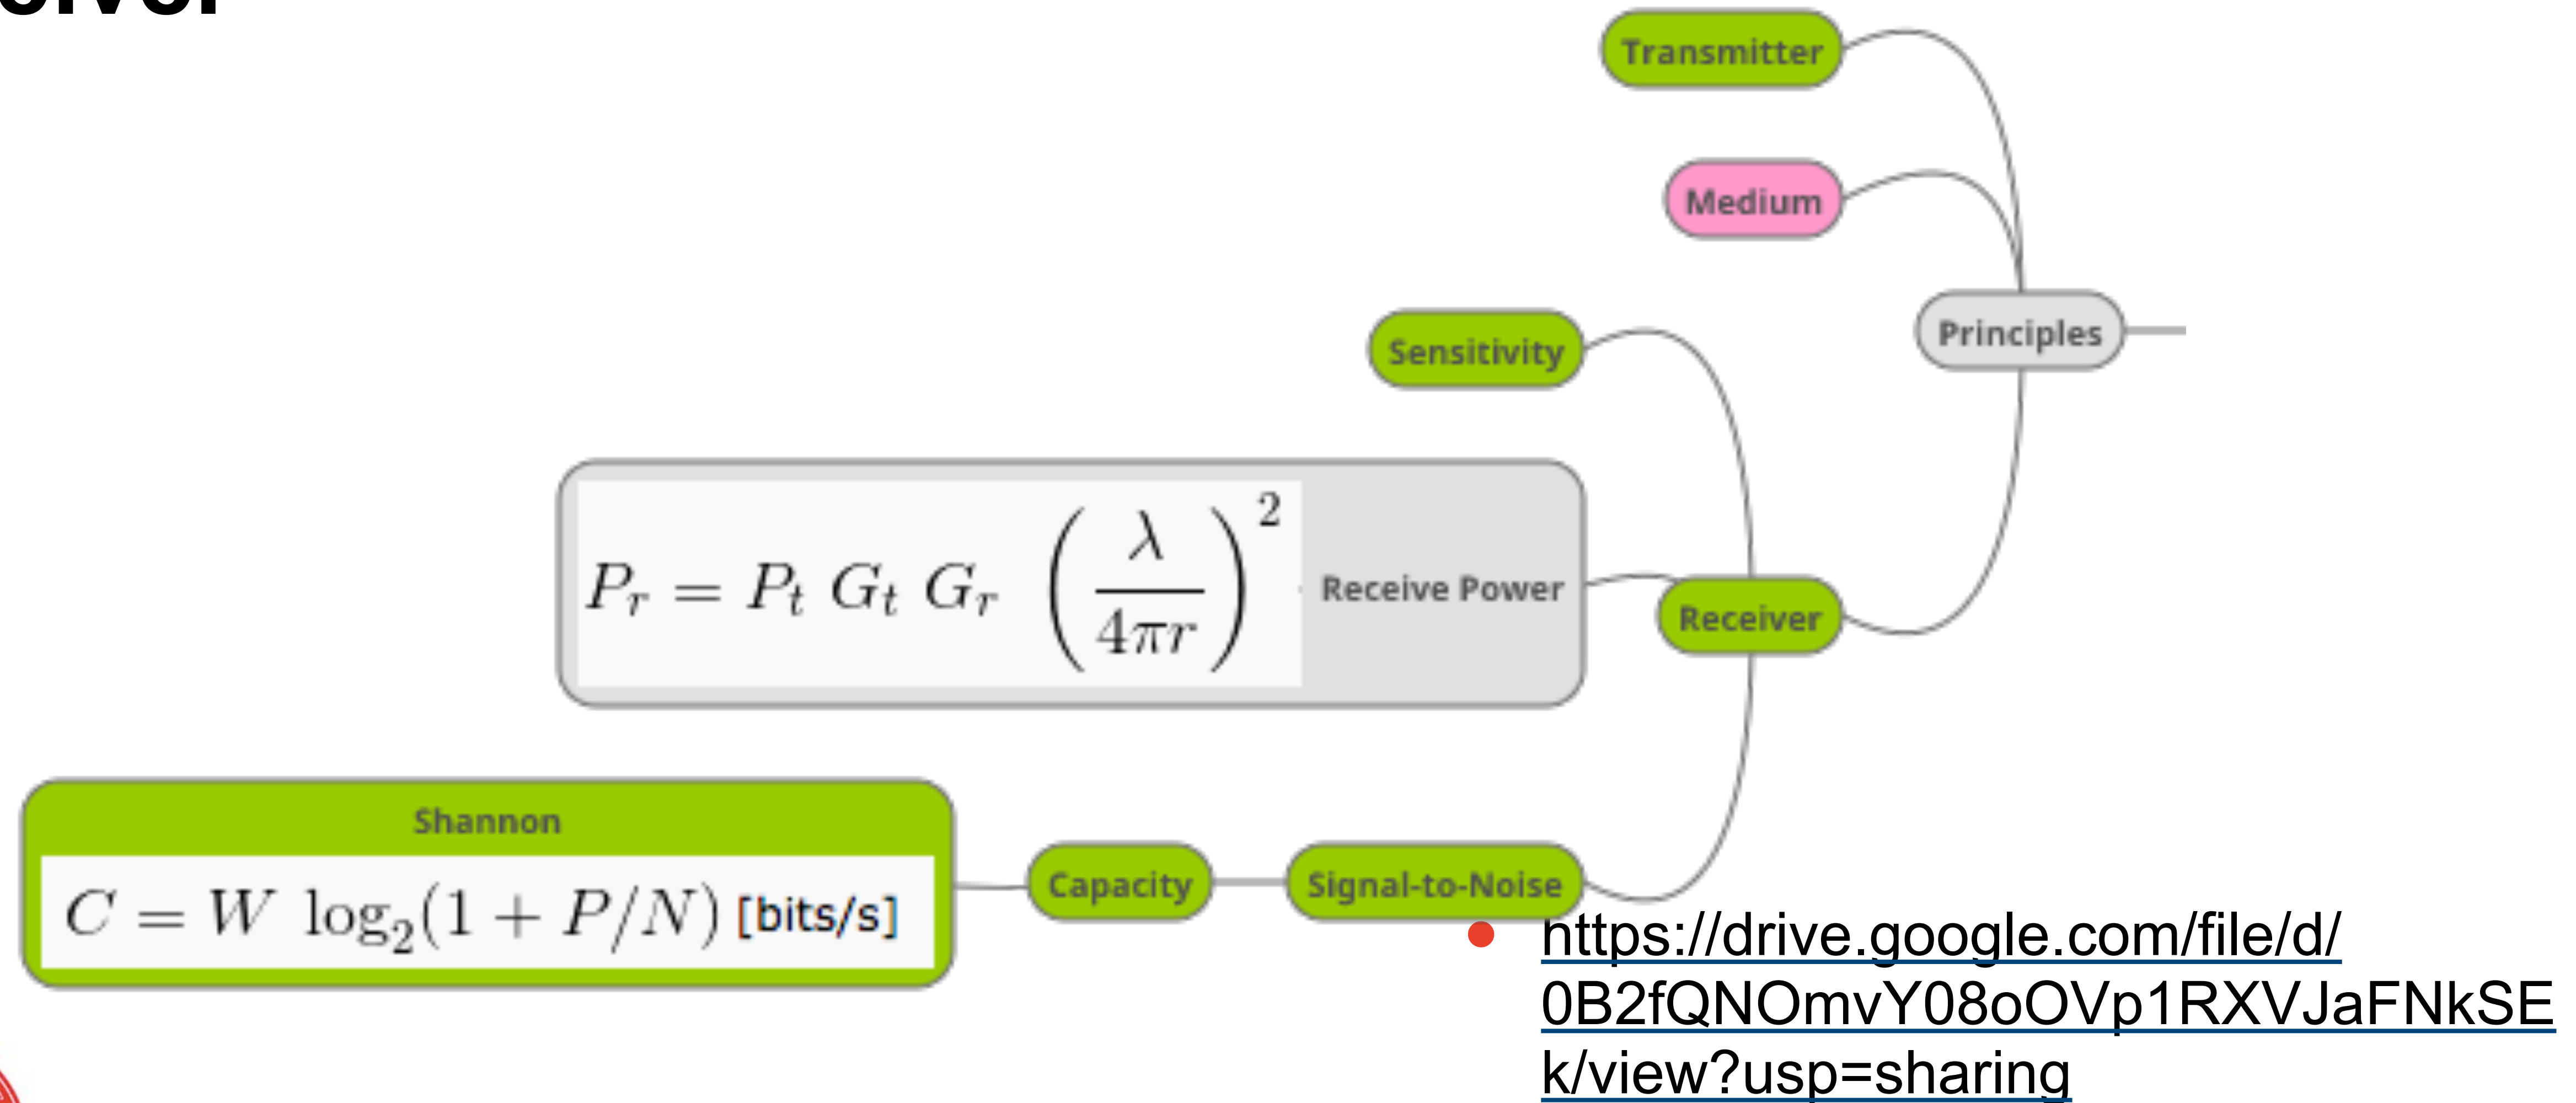 Transmitter
Medium
Principles
Sensitivity
P_r = P_t G_t G_r (λ / 4πr)^2 Receive Power
Receiver
Shannon
C = W log_2(1 + P/N) [bits/s]
Capacity
Signal-to-Noise
https://drive.google.com/file/d/
0B2fQNOmvY08oOVp1RXVJaFNkSE
k/view?usp=sharing